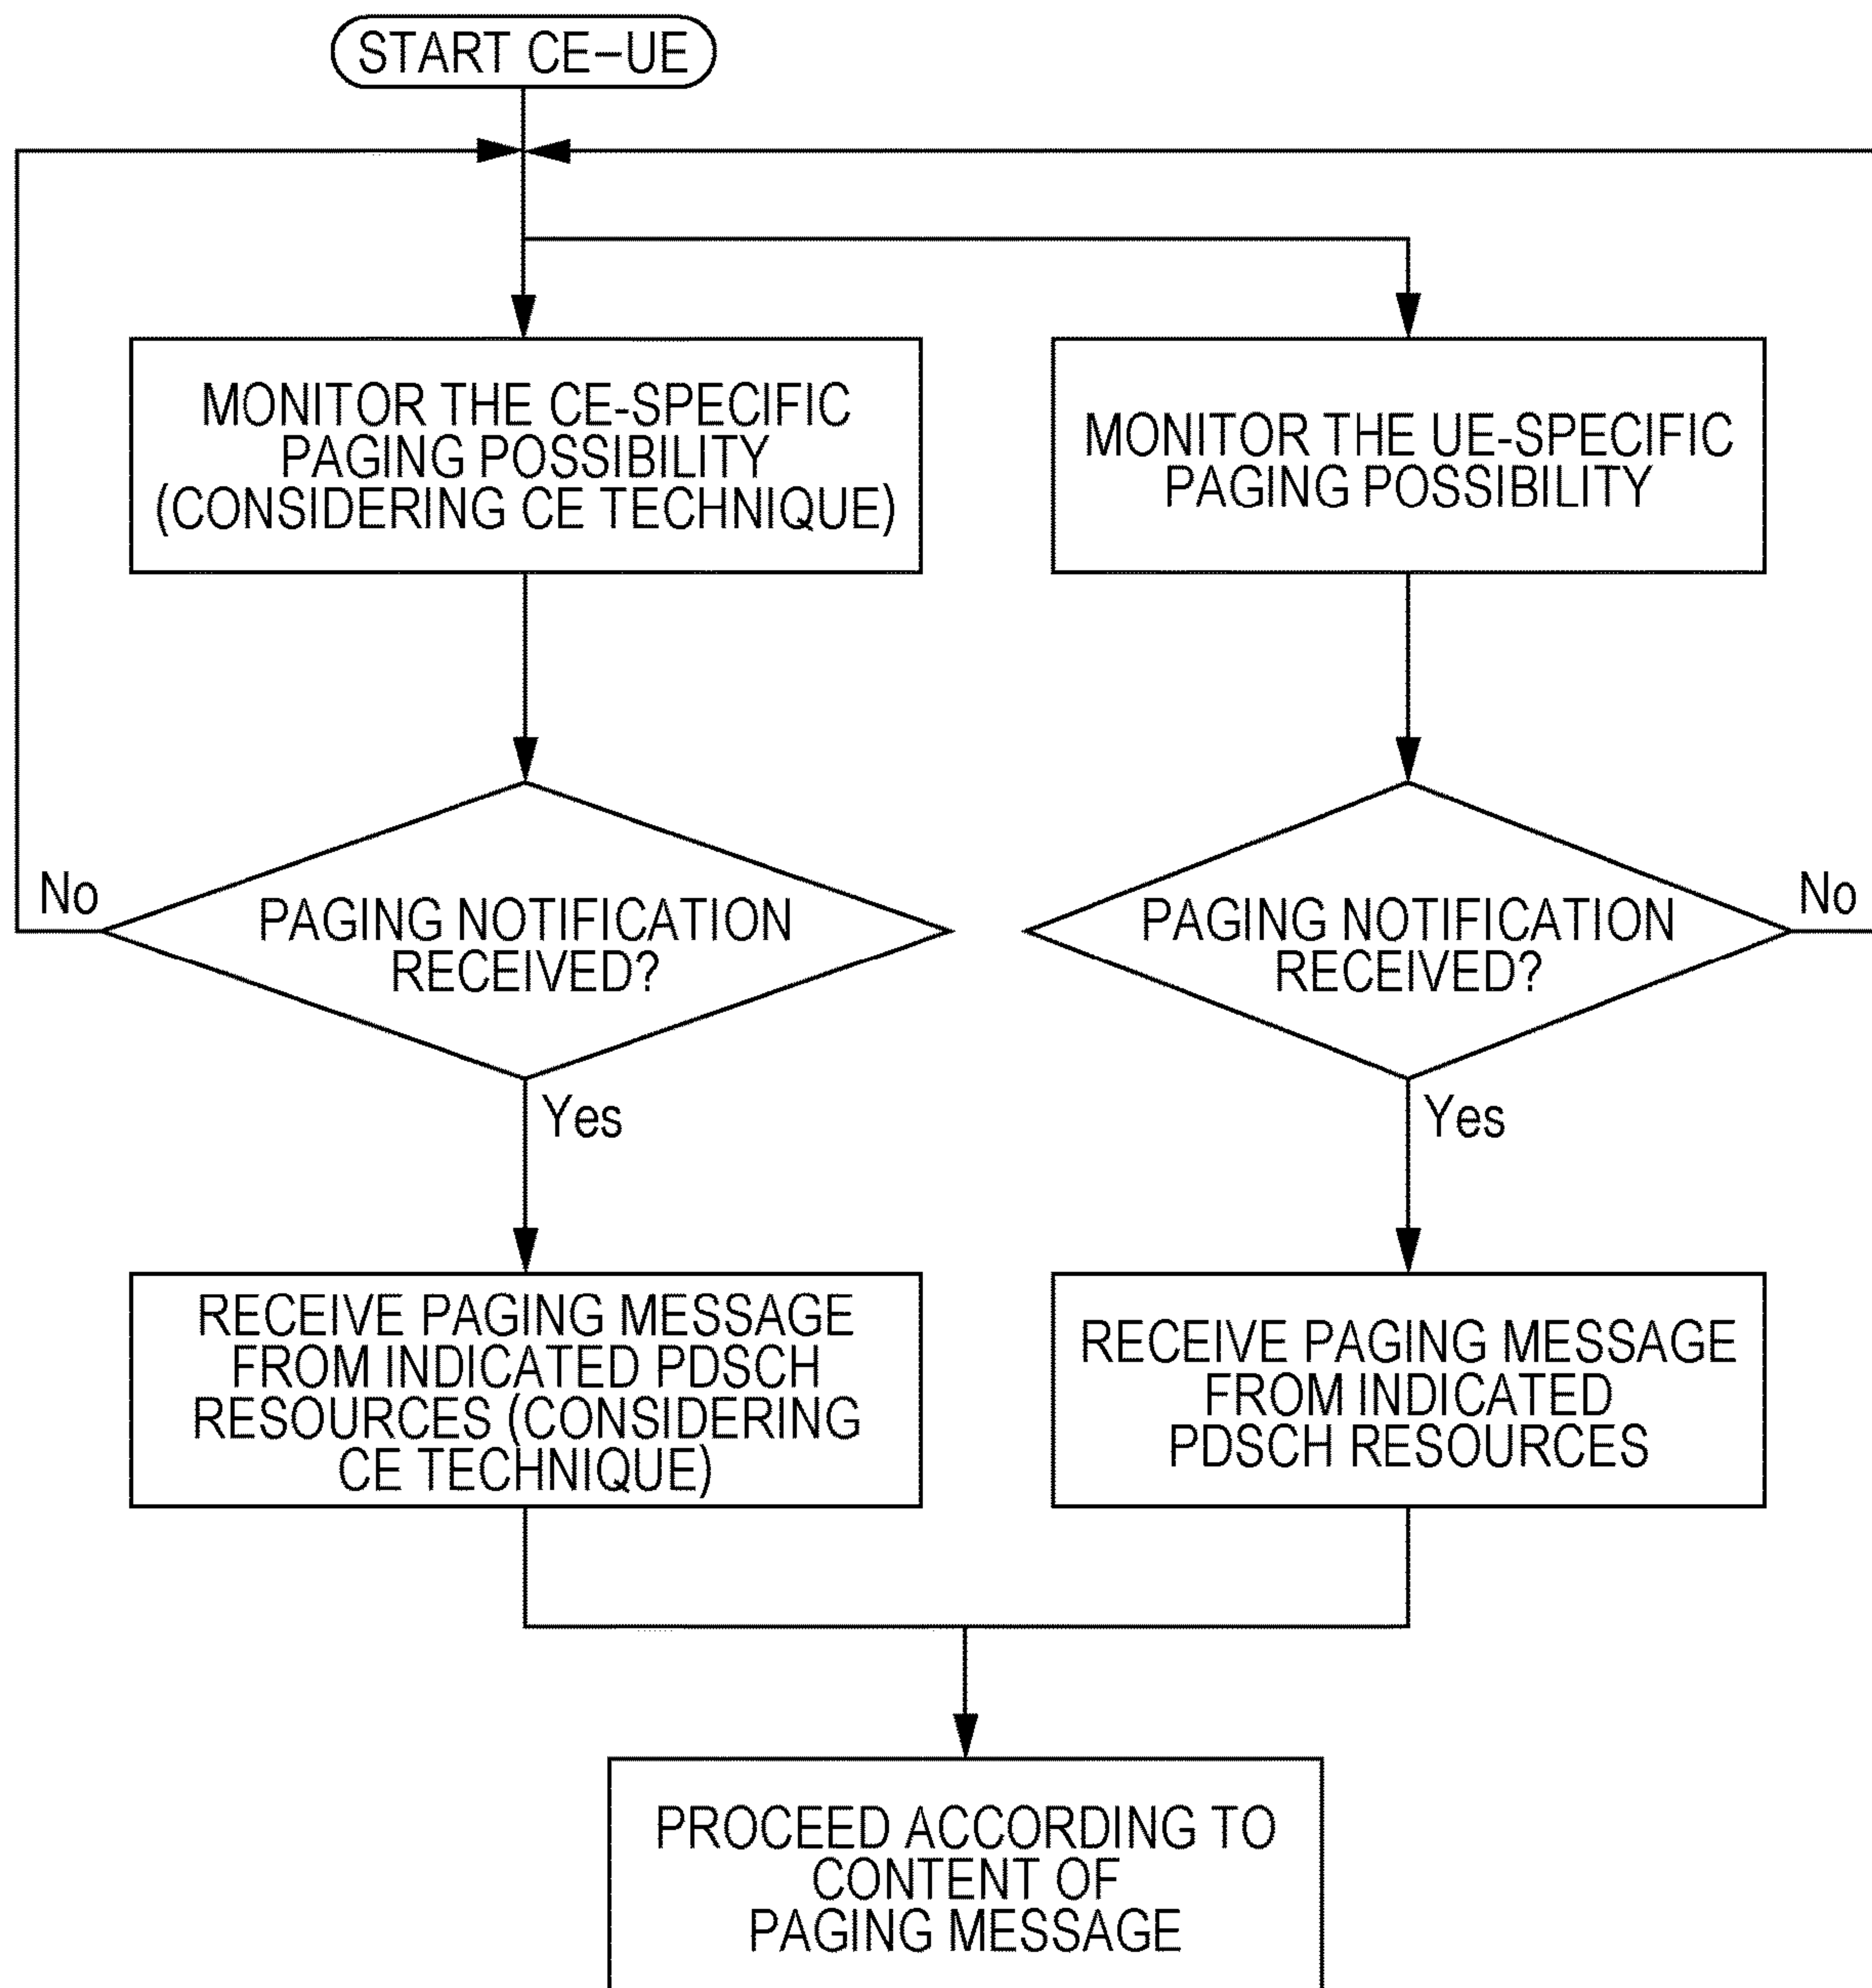 START CE–UE
MONITOR THE CE-SPECIFIC
PAGING POSSIBILITY
(CONSIDERING CE TECHNIQUE)
MONITOR THE UE-SPECIFIC
PAGING POSSIBILITY
No
PAGING NOTIFICATION
RECEIVED?
PAGING NOTIFICATION
RECEIVED?
No
Yes
Yes
RECEIVE PAGING MESSAGE
FROM INDICATED PDSCH
RESOURCES (CONSIDERING
CE TECHNIQUE)
RECEIVE PAGING MESSAGE
FROM INDICATED
PDSCH RESOURCES
PROCEED ACCORDING TO
CONTENT OF
PAGING MESSAGE